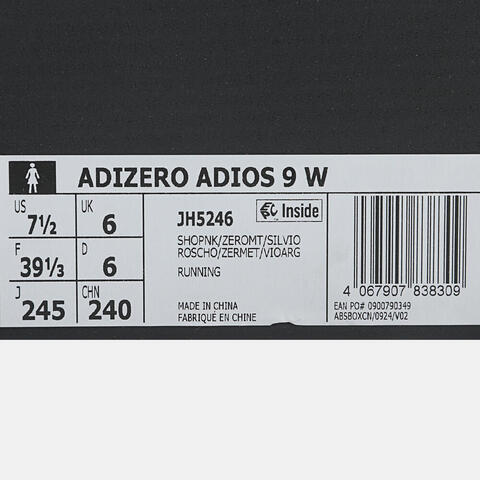 ADIZERO ADIOS 9 W
US 7½ UK 6
F 39⅓ D 6
J 245 CHN 240
JH5246 Inside
SHOPNK/ZEROMT/SILVIO
ROSCHO/ZERMET/VIOARG
RUNNING
MADE IN CHINA
FABRIQUÉ EN CHINE
4 067907 838309
EAN PO# 0900790349
ABSBOXCN/0924/V02